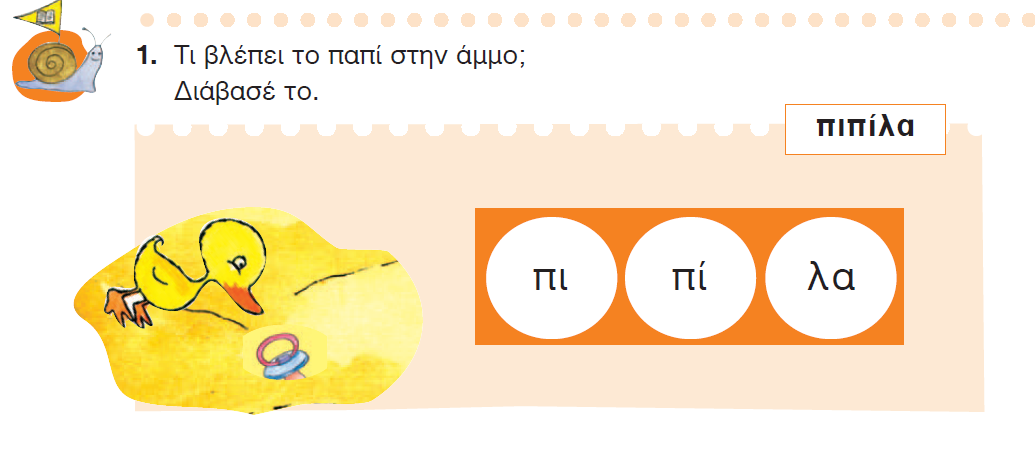 1. Τι βλέπει το παπί στην άμμο;
Διάβασέ το.
πιπίλα
πι πί λα